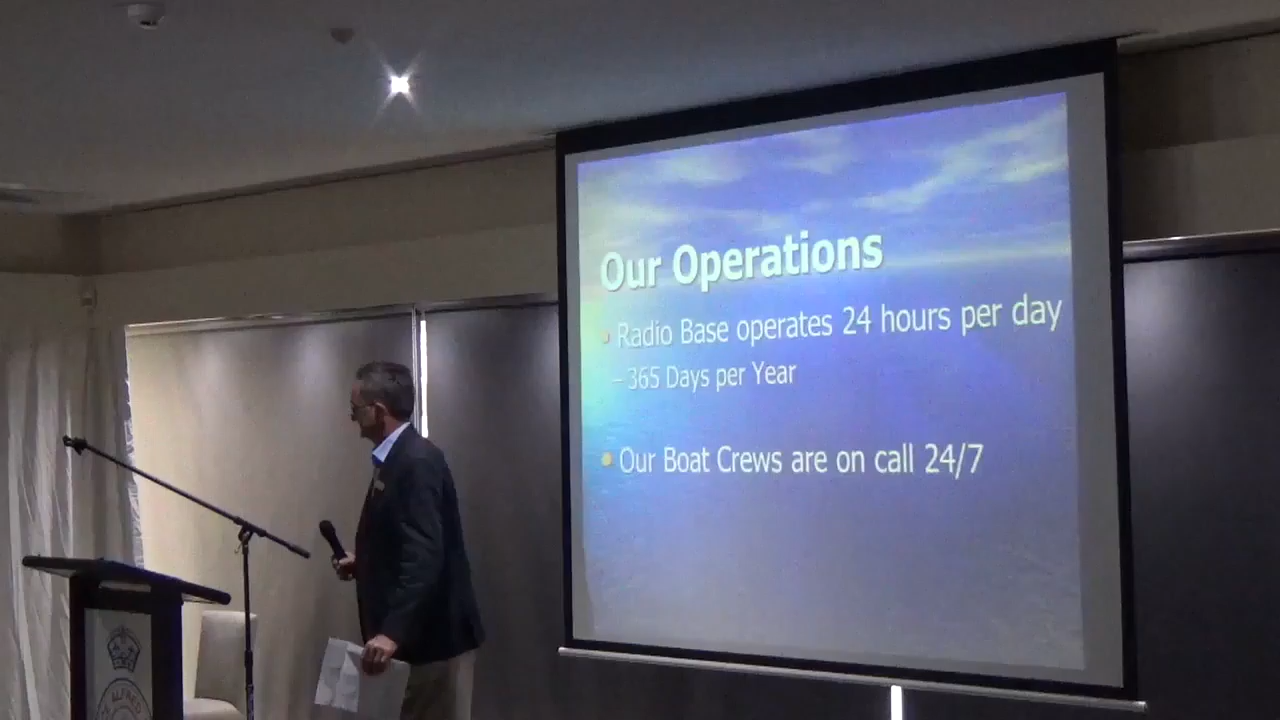 Our Operations
Radio Base operates 24 hours per day
– 365 Days per Year
Our Boat Crews are on call 24/7
ALFRED